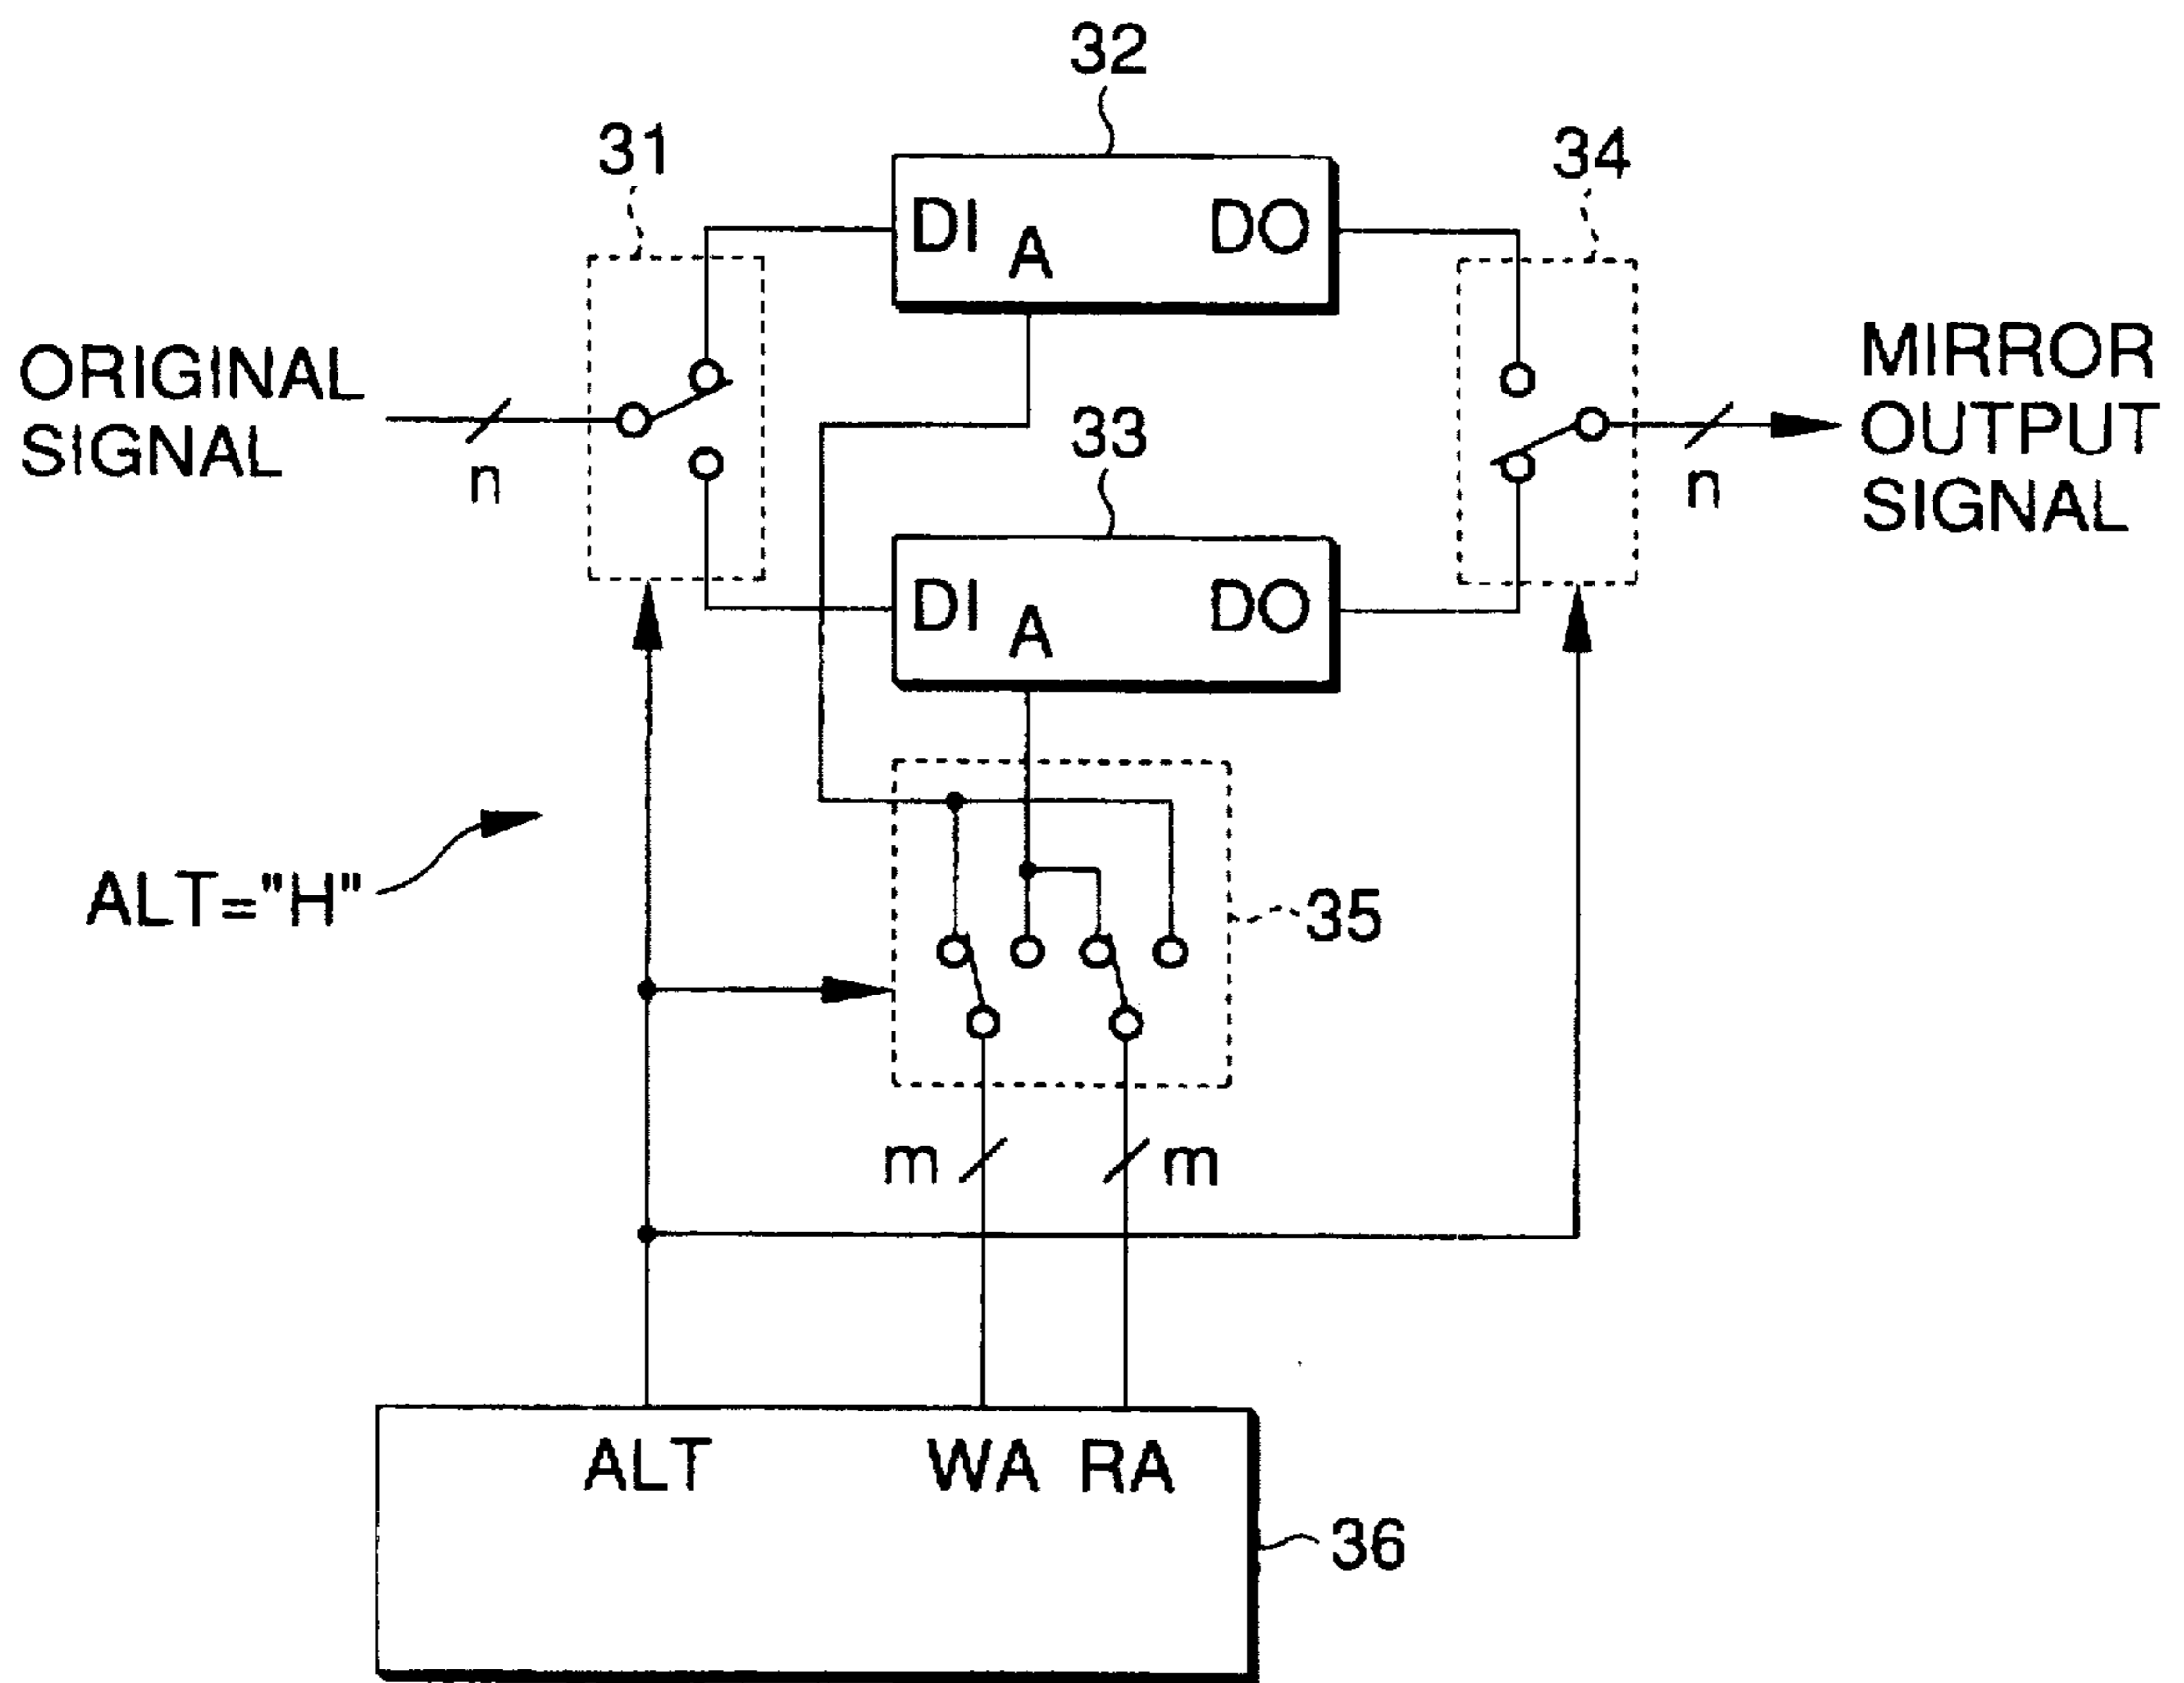 32
31
34
DI A DO
ORIGINAL
SIGNAL
n
MIRROR
OUTPUT
SIGNAL
n
33
DI A DO
ALT="H"
35
m
m
ALT WA RA
36